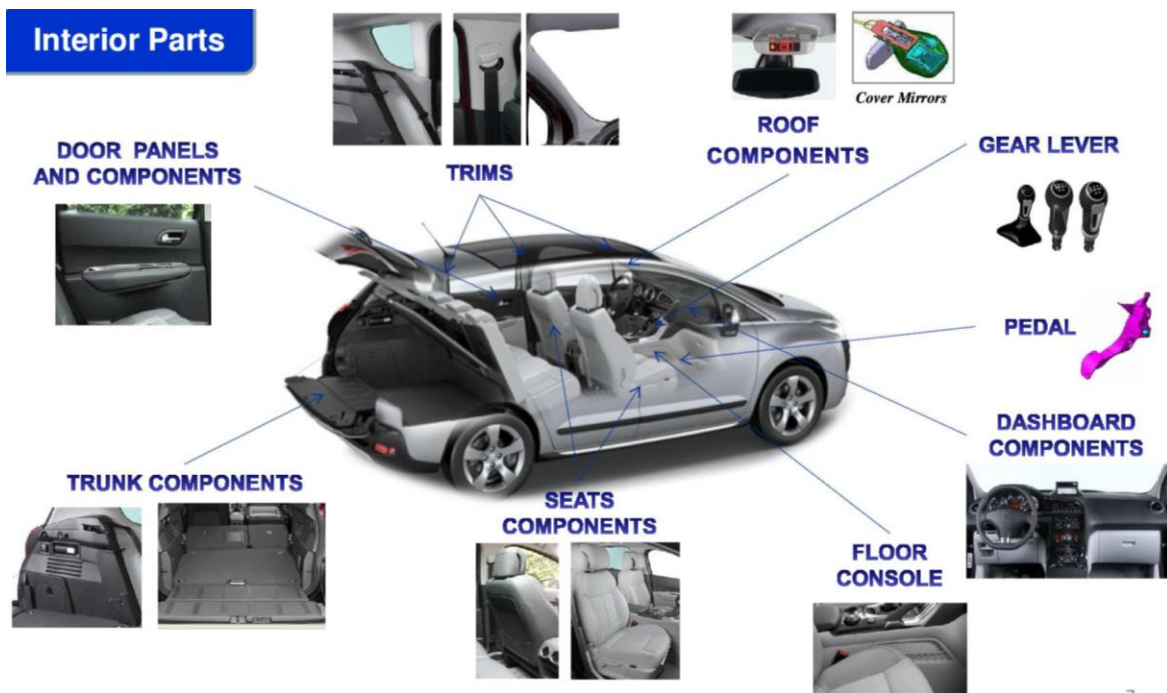 Interior Parts
Cover Mirrors
DOOR PANELS
AND COMPONENTS
TRIMS
ROOF
COMPONENTS
GEAR LEVER
PEDAL
DASHBOARD
COMPONENTS
TRUNK COMPONENTS
SEATS
COMPONENTS
FLOOR
CONSOLE